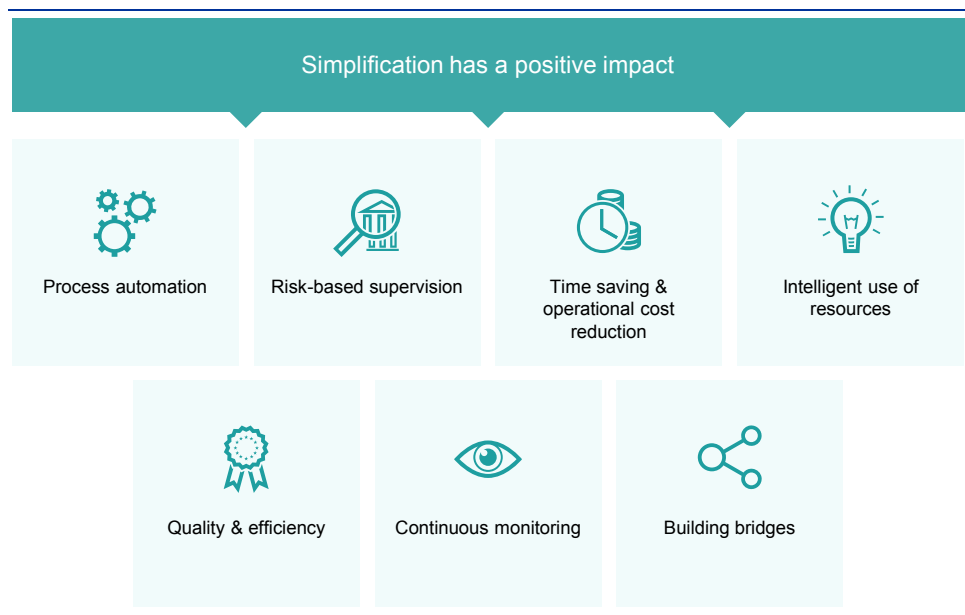 Simplification has a positive impact
Process automation
Risk-based supervision
Time saving &
operational cost
reduction
Intelligent use of
resources
Quality & efficiency
Continuous monitoring
Building bridges